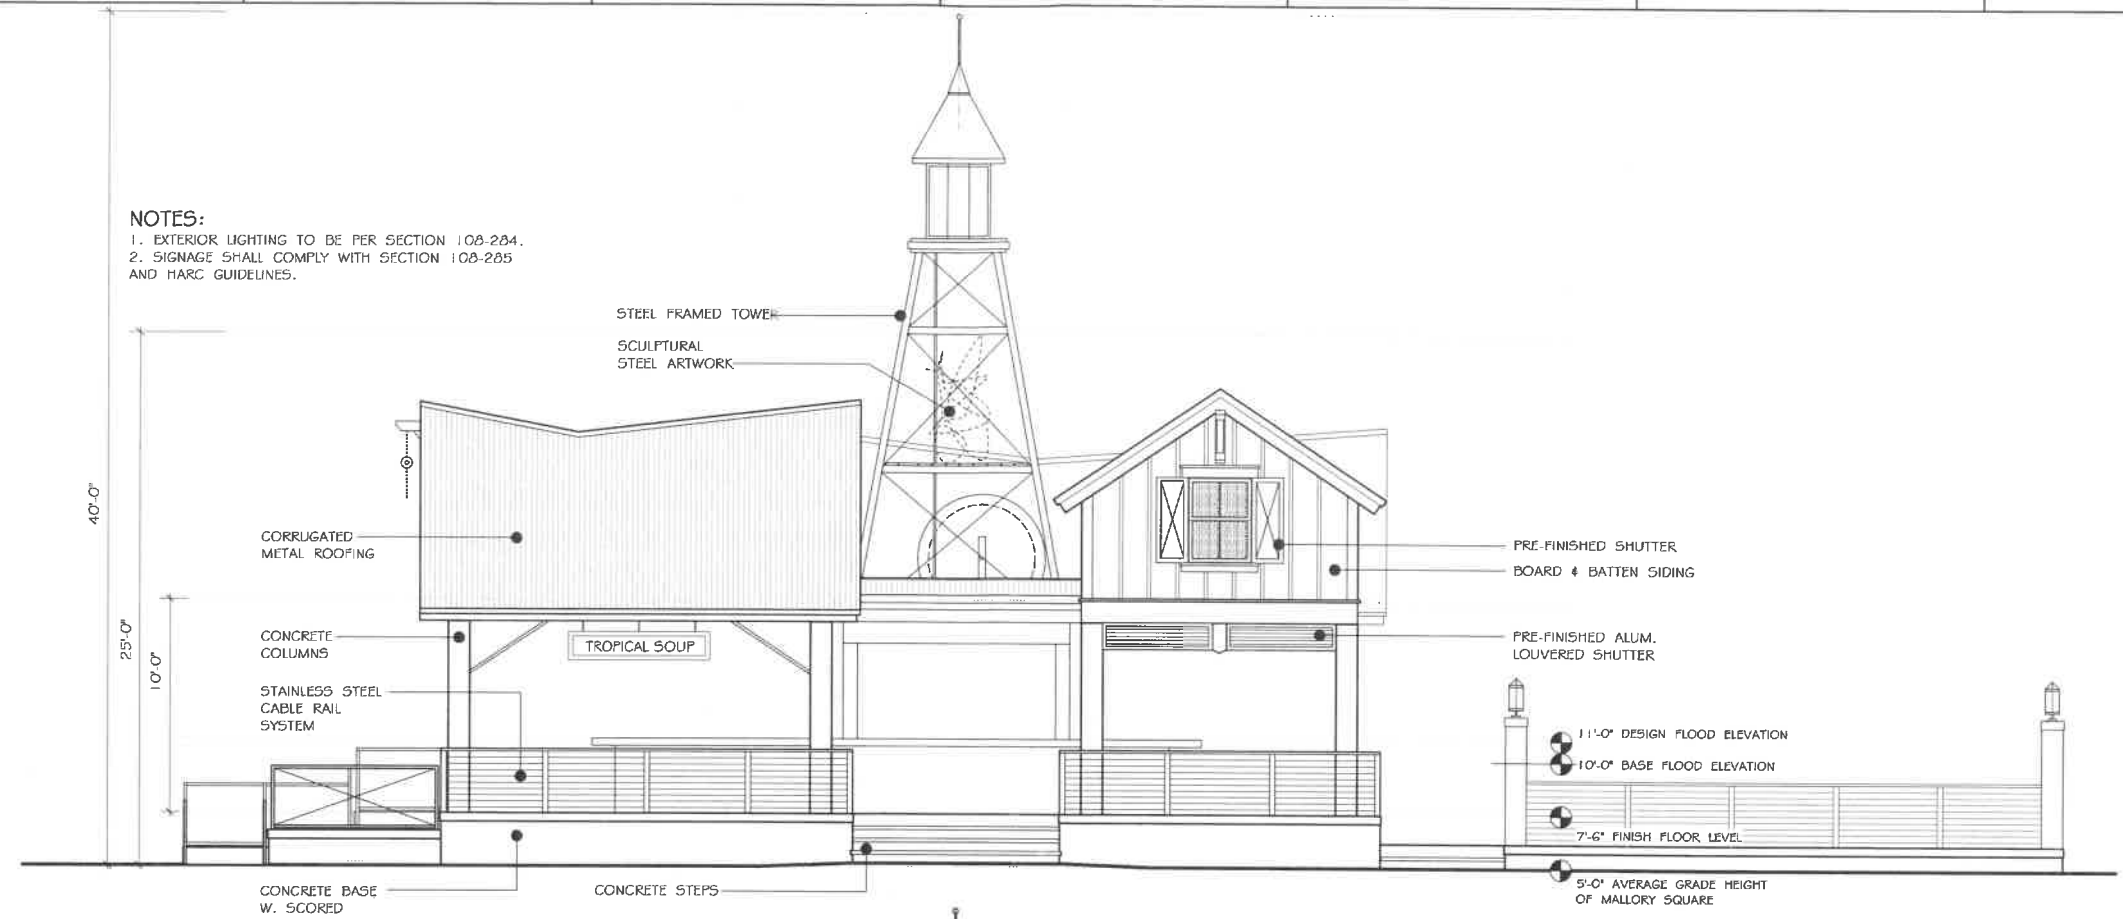 NOTES:
1. EXTERIOR LIGHTING TO BE PER SECTION 108-284.
2. SIGNAGE SHALL COMPLY WITH SECTION 108-285
AND HARC GUIDELINES.
40'-0"
25'-0"
10'-0"
STEEL FRAMED TOWER
SCULPTURAL
STEEL ARTWORK
CORRUGATED
METAL ROOFING
CONCRETE
COLUMNS
STAINLESS STEEL
CABLE RAIL
SYSTEM
CONCRETE BASE
W. SCORED
CONCRETE STEPS
TROPICAL SOUP
PRE-FINISHED SHUTTER
BOARD & BATTEN SIDING
PRE-FINISHED ALUM.
LOUVERED SHUTTER
11'-0" DESIGN FLOOD ELEVATION
10'-0" BASE FLOOD ELEVATION
7'-6" FINISH FLOOR LEVEL
5'-0" AVERAGE GRADE HEIGHT
OF MALLORY SQUARE